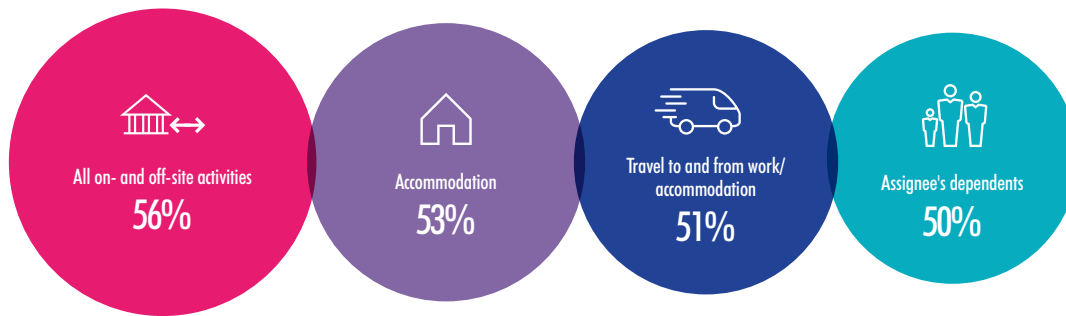 All on- and off-site activities
56%
Accommodation
53%
Travel to and from work/
accommodation
51%
Assignee's dependents
50%